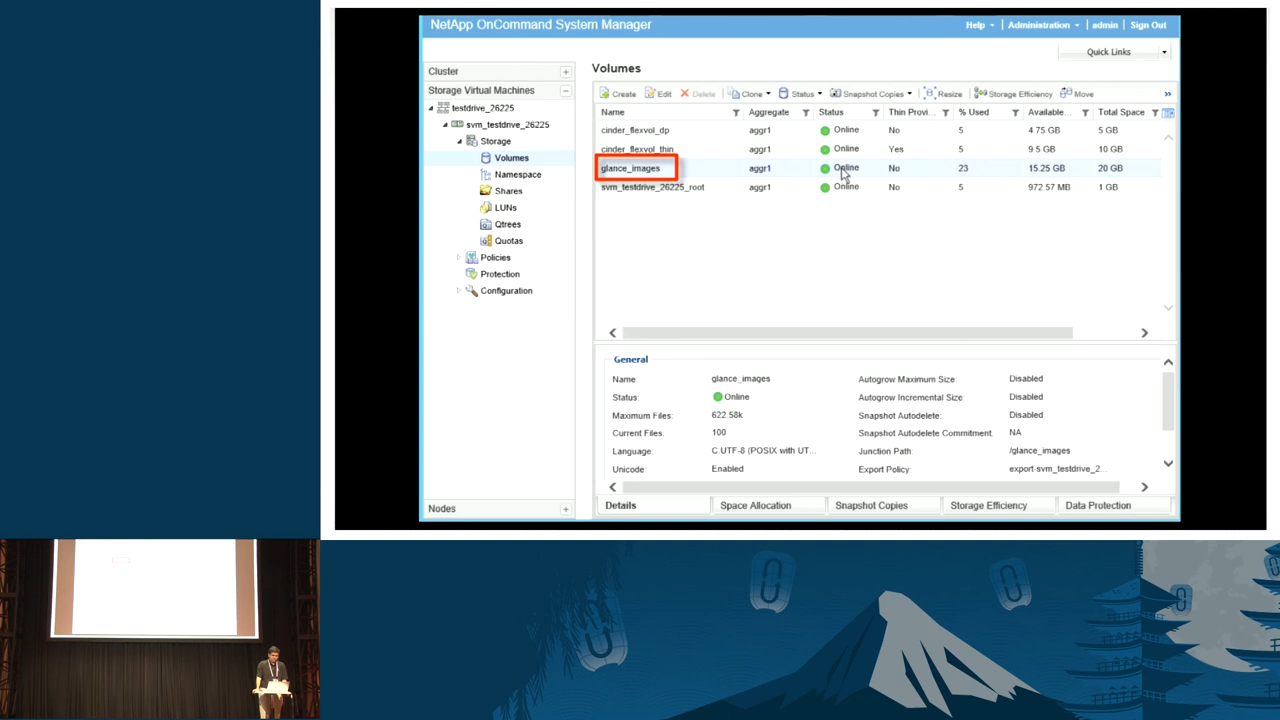 NetApp OnCommand System Manager
Help | Administration | admin | Sign Out
Quick Links
Cluster
Storage Virtual Machines
testdrive_26225
svm_testdrive_26225
Storage
Volumes
Namespace
Shares
LUNs
Qtrees
Quotas
Policies
Protection
Configuration
Nodes
Volumes
Create Edit Delete Clone Status Snapshot Copies Resize Storage Efficiency Move »
Name Aggregate Status Thin Provi... % Used Available... Total Space
cinder_flexvol_dp aggr1 Online No 5 4.75 GB 5 GB
cinder_flexvol_thin aggr1 Online Yes 5 9.5 GB 10 GB
glance_images aggr1 Online No 23 15.25 GB 20 GB
svm_testdrive_26225_root aggr1 Online No 5 972.57 MB 1 GB
General
Name: glance_images Autogrow Maximum Size: Disabled
Status: Online Autogrow Incremental Size: Disabled
Maximum Files: 622.58k Snapshot Autodelete: Disabled
Current Files: 100 Snapshot Autodelete Commitment: NA
Language: C.UTF-8 (POSIX with UT... Junction Path: /glance_images
Unicode: Enabled Export Policy: export-svm_testdrive_2...
Details Space Allocation Snapshot Copies Storage Efficiency Data Protection